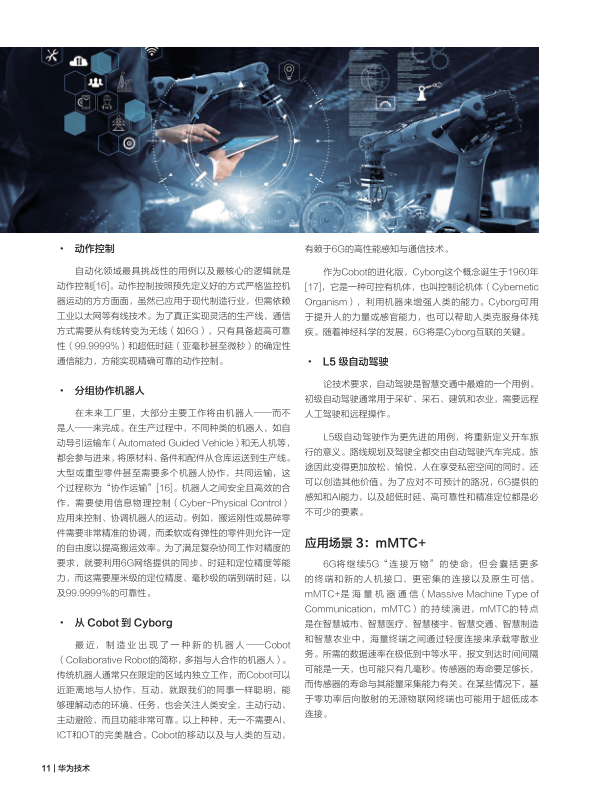 · 动作控制
自动化领域最具挑战性的用例以及最核心的逻辑就是
动作控制[16]。动作控制按照预先定义好的方式严格监控机
器运动的方方面面，虽然已应用于现代制造行业，但需依赖
工业以太网等有线技术。为了真正实现灵活的生产线，通信
方式需要从有线转变为无线（如6G），只有具备超高可靠
性（99.9999%）和超低时延（亚毫秒甚至微秒）的确定性
通信能力，方能实现精确可靠的动作控制。
· 分组协作机器人
在未来工厂里，大部分主要工作将由机器人——而不
是人——来完成。在生产过程中，不同种类的机器人，如自
动导引运输车（Automated Guided Vehicle）和无人机等，
都会参与进来，将原材料、备件和配件从仓库运送到生产线。
大型或重型零件甚至需要多个机器人协作，共同运输，这
个过程称为“协作运输”[16]。机器人之间安全且高效的合
作，需要使用信息物理控制（Cyber-Physical Control）
应用来控制、协调机器人的运动。例如，搬运刚性或易碎零
件需要非常精准的协调，而柔软或有弹性的零件则允许一定
的自由度以提高搬运效率。为了满足复杂协同工作对精度的
要求，就要利用6G网络提供的同步、时延和定位精度等能
力，而这需要厘米级的定位精度、毫秒级的端到端时延，以
及99.9999%的可靠性。
· 从 Cobot 到 Cyborg
最近，制造业出现了一种新的机器人——Cobot
（Collaborative Robot的简称，多指与人合作的机器人）。
传统机器人通常只在限定的区域内独立工作，而Cobot可以
近距离地与人协作、互动，就跟我们的同事一样聪明，能
够理解动态的环境、任务，也会关注人类安全，主动行动、
主动避险，而且功能非常可靠。以上种种，无一不需要AI、
ICT和OT的完美融合。Cobot的移动以及与人类的互动，
有赖于6G的高性能感知与通信技术。
作为Cobot的进化版，Cyborg这个概念诞生于1960年
[17]，它是一种可控有机体，也叫控制论机体（Cybernetic
Organism），利用机器来增强人类的能力。Cyborg可用
于提升人的力量或感官能力，也可以帮助人类克服身体残
疾。随着神经科学的发展，6G将是Cyborg互联的关键。
· L5 级自动驾驶
论技术要求，自动驾驶是智慧交通中最难的一个用例。
初级自动驾驶通常用于采矿、采石、建筑和农业，需要远程
人工驾驶和远程操作。
L5级自动驾驶作为更先进的用例，将重新定义开车旅
行的意义。路线规划及驾驶全都交由自动驾驶汽车完成，旅
途因此变得更加放松、愉悦，人在享受私密空间的同时，还
可以创造其他价值。为了应对不可预计的路况，6G提供的
感知和AI能力，以及超低时延、高可靠性和精准定位都是必
不可少的要素。
应用场景 3：mMTC+
6G将继续5G“连接万物”的使命，但会囊括更多
的终端和新的人机接口、更密集的连接以及原生可信。
mMTC+是海量机器通信（Massive Machine Type of
Communication，mMTC）的持续演进，mMTC的特点
是在智慧城市、智慧医疗、智慧楼宇、智慧交通、智慧制造
和智慧农业中，海量终端之间通过轻度连接来承载零散业
务。所需的数据速率在极低到中等水平，报文到达时间间隔
可能是一天，也可能只有几毫秒。传感器的寿命要足够长，
而传感器的寿命与其能量采集能力有关。在某些情况下，基
于零功率后向散射的无源物联网终端也可能用于超低成本
连接。
11 | 华为技术